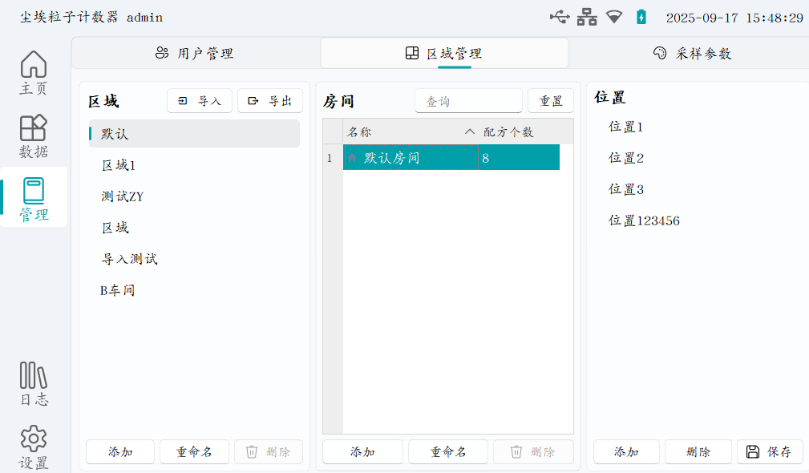 尘埃粒子计数器 admin
2025-09-17 15:48:29
用户管理
区域管理
采样参数
主页
数据
管理
日志
设置
区域
导入
导出
默认
区域1
测试ZY
区域
导入测试
B车间
添加
重命名
删除
房间
查询
重置
名称
配方个数
1
默认房间
8
添加
重命名
删除
位置
位置1
位置2
位置3
位置123456
添加
删除
保存